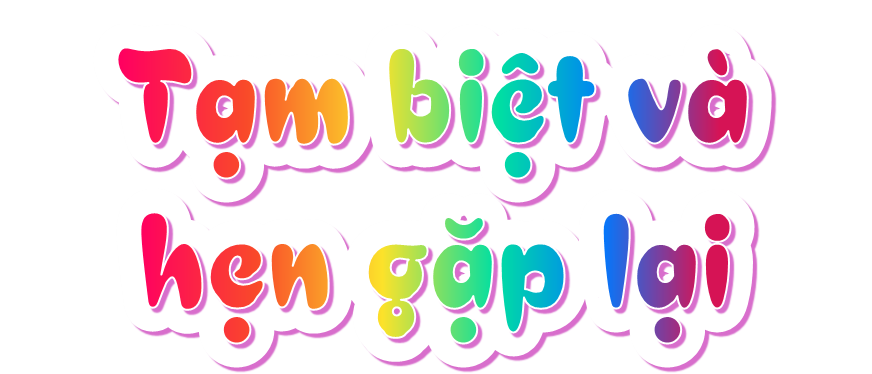 Tạm biệt và
hẹn gặp lại